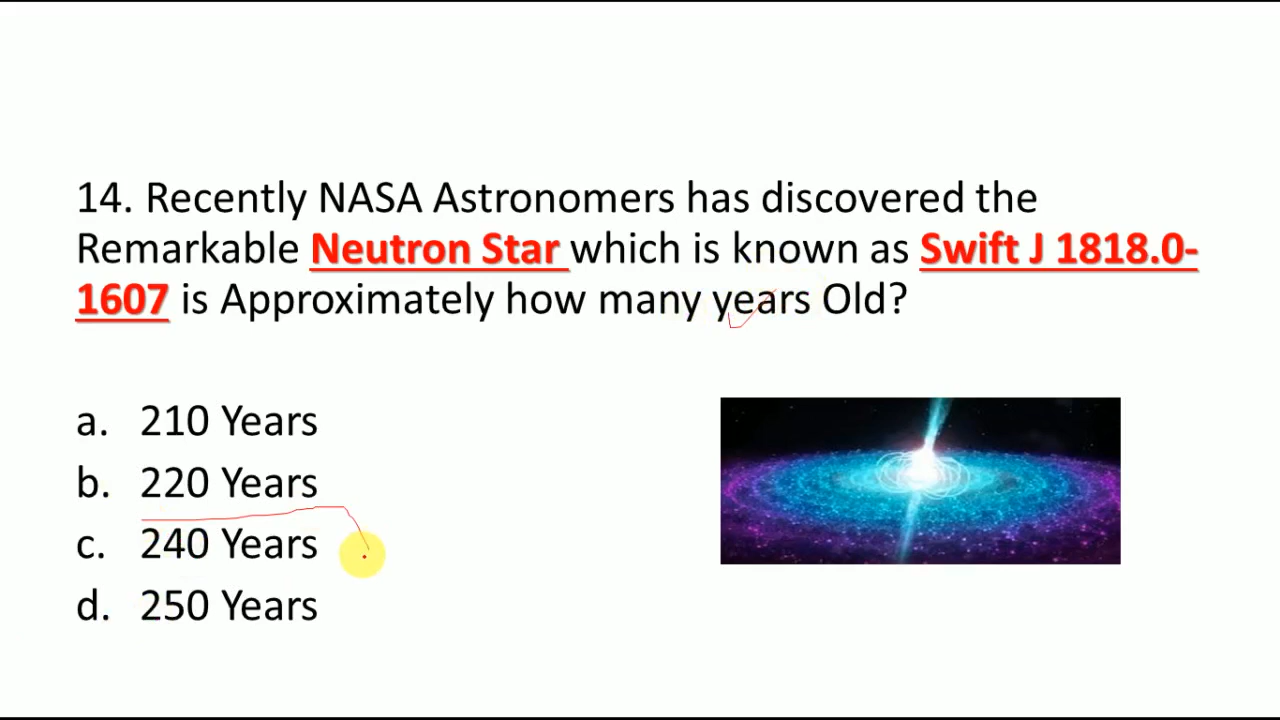 14. Recently NASA Astronomers has discovered the
Remarkable Neutron Star which is known as Swift J 1818.0-
1607 is Approximately how many years Old?
a. 210 Years
b. 220 Years
c. 240 Years
d. 250 Years